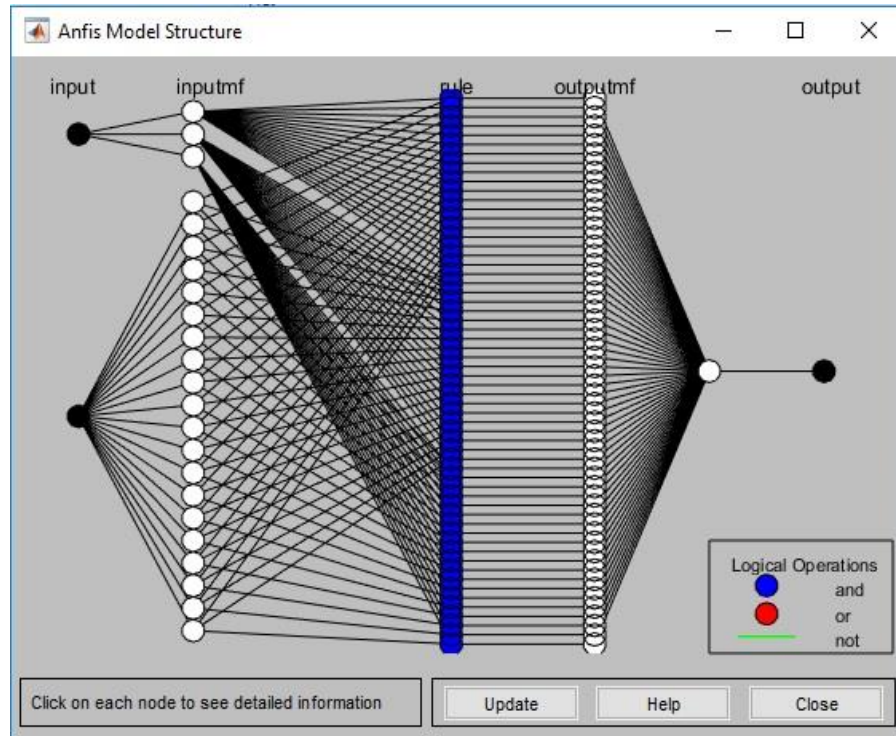 Anfis Model Structure
input inputmf rule outputmf output
Logical Operations
and
or
not
Click on each node to see detailed information
Update Help Close